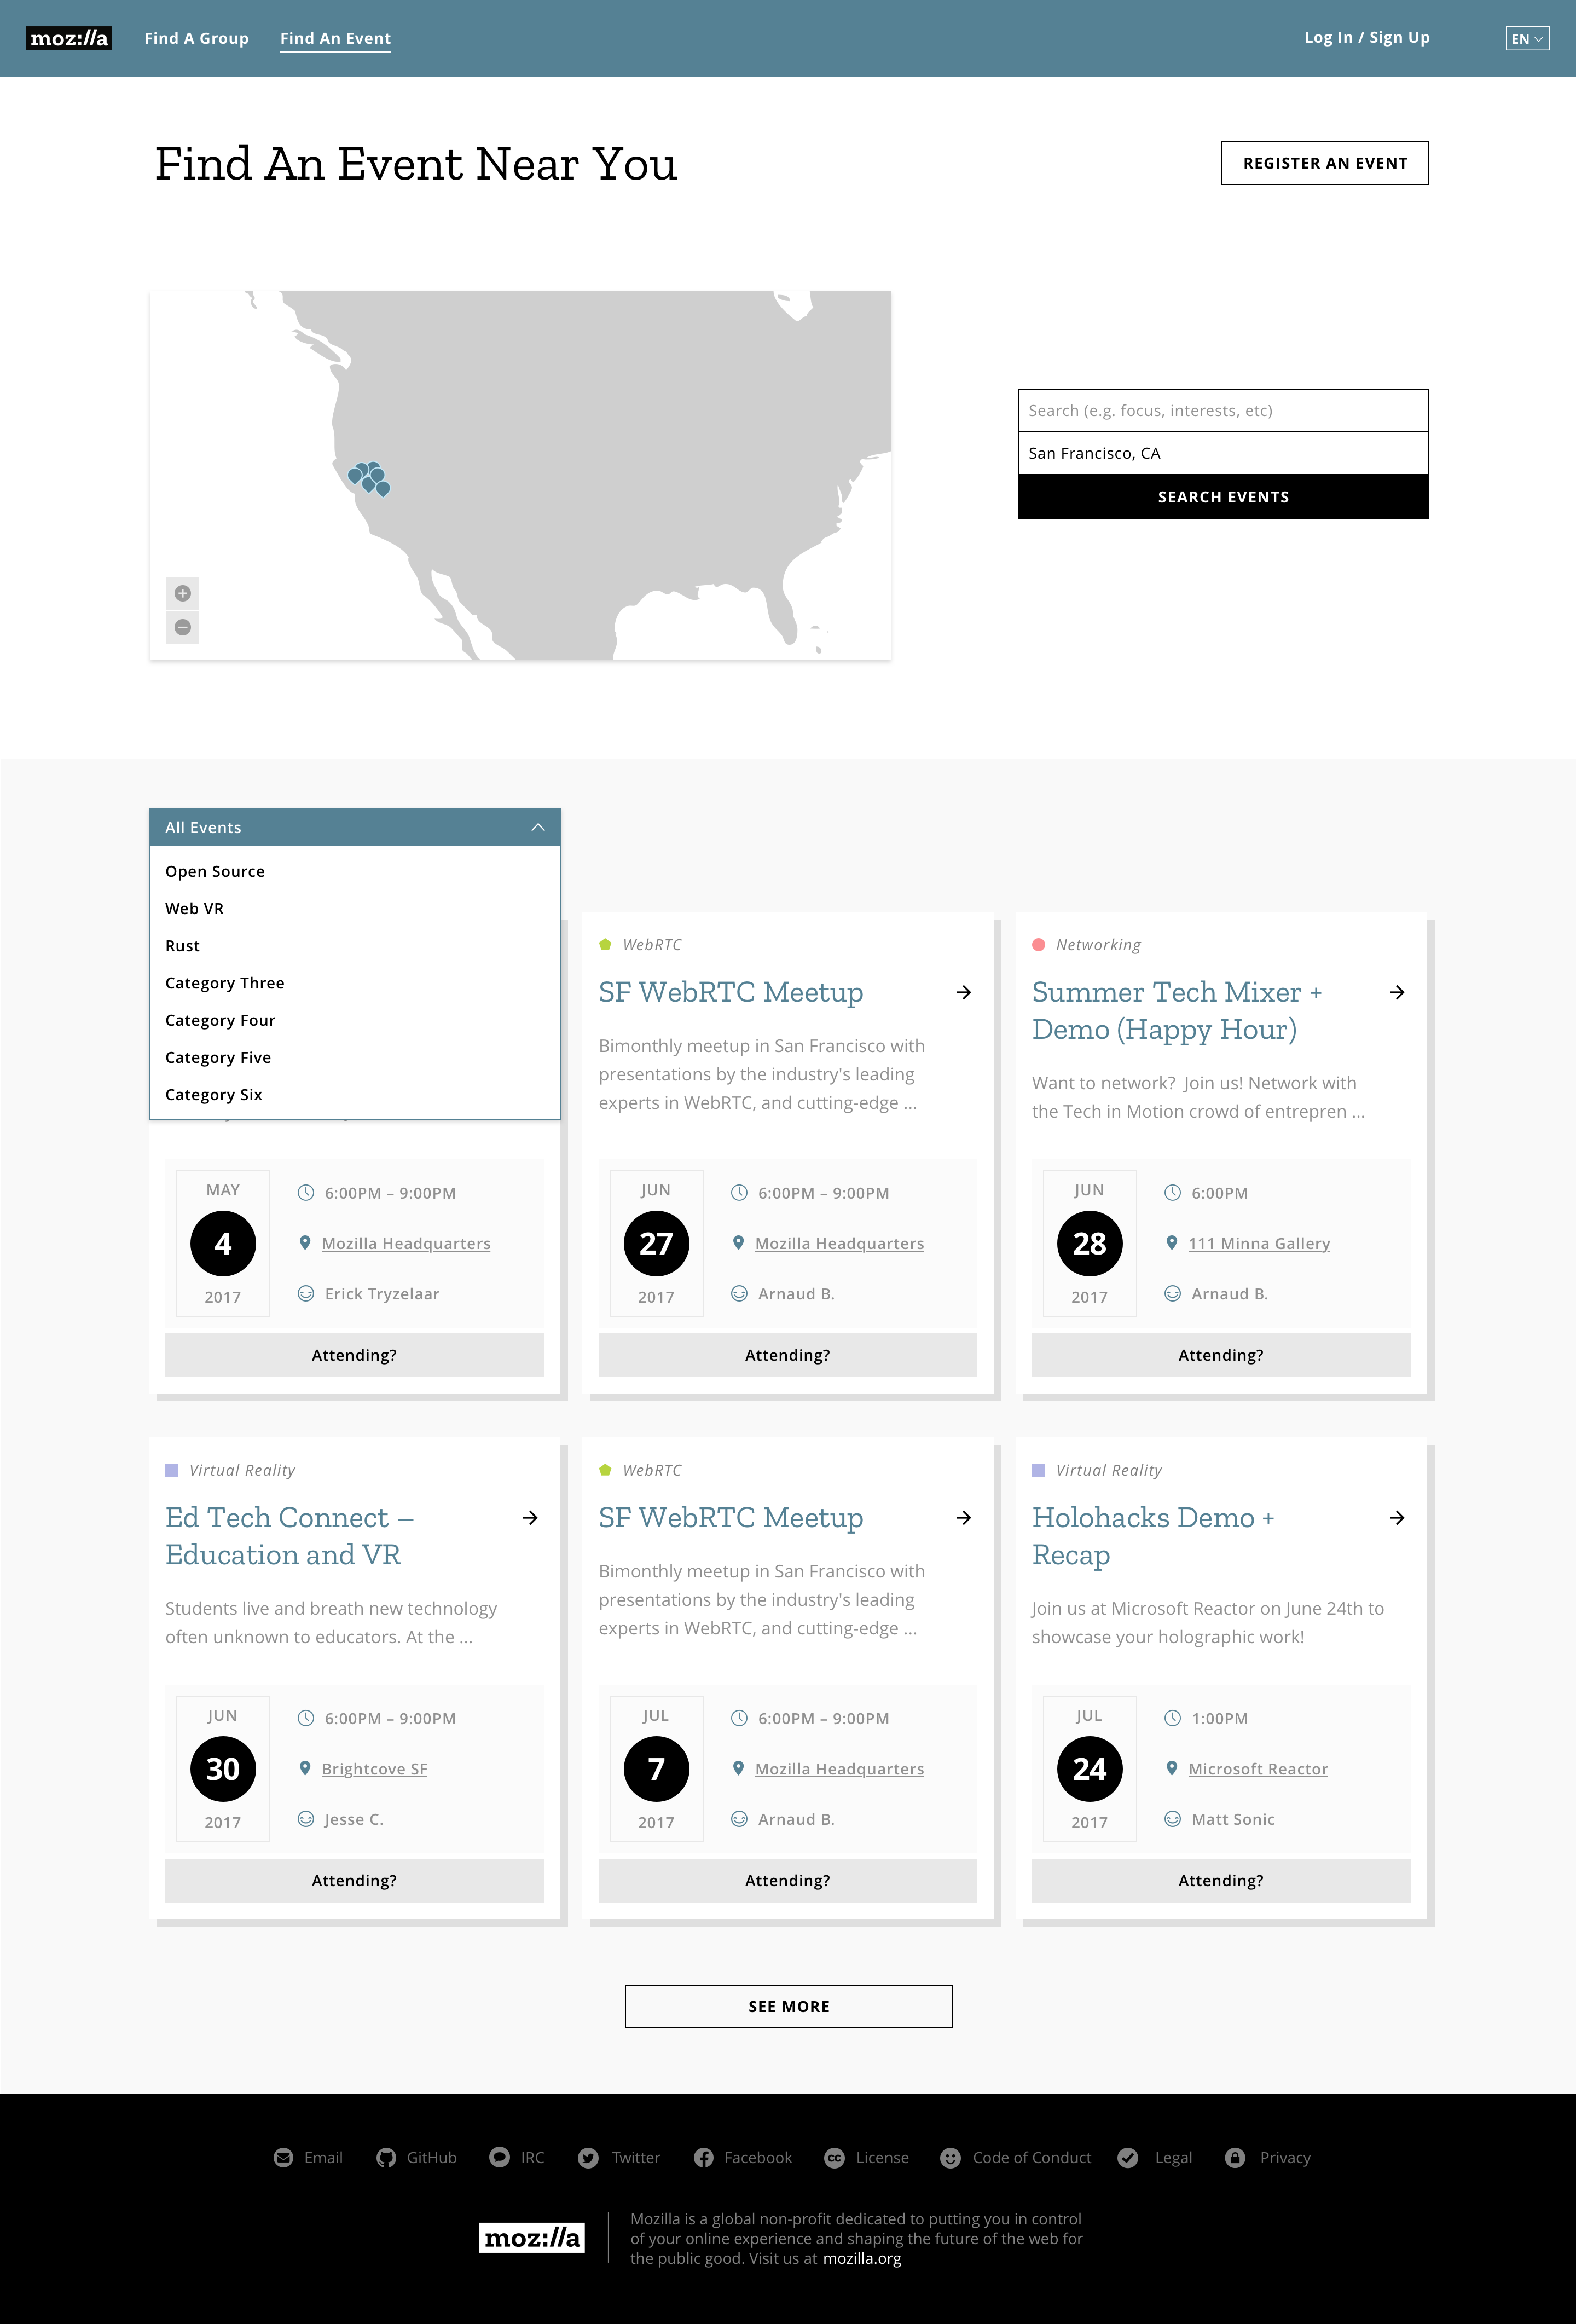 moz://a
Find A Group
Find An Event
Log In / Sign Up
EN
Find An Event Near You
REGISTER AN EVENT
Search (e.g. focus, interests, etc)
San Francisco, CA
SEARCH EVENTS
All Events
Open Source
Web VR
Rust
Category Three
Category Four
Category Five
Category Six
MAY
4
2017
6:00PM – 9:00PM
Mozilla Headquarters
Erick Tryzelaar
Attending?
WebRTC
SF WebRTC Meetup
Bimonthly meetup in San Francisco with
presentations by the industry's leading
experts in WebRTC, and cutting-edge ...
JUN
27
2017
6:00PM – 9:00PM
Mozilla Headquarters
Arnaud B.
Attending?
Networking
Summer Tech Mixer +
Demo (Happy Hour)
Want to network? Join us! Network with
the Tech in Motion crowd of entrepren ...
JUN
28
2017
6:00PM
111 Minna Gallery
Arnaud B.
Attending?
Virtual Reality
Ed Tech Connect –
Education and VR
Students live and breath new technology
often unknown to educators. At the ...
JUN
30
2017
6:00PM – 9:00PM
Brightcove SF
Jesse C.
Attending?
WebRTC
SF WebRTC Meetup
Bimonthly meetup in San Francisco with
presentations by the industry's leading
experts in WebRTC, and cutting-edge ...
JUL
7
2017
6:00PM – 9:00PM
Mozilla Headquarters
Arnaud B.
Attending?
Virtual Reality
Holohacks Demo +
Recap
Join us at Microsoft Reactor on June 24th to
showcase your holographic work!
JUL
24
2017
1:00PM
Microsoft Reactor
Matt Sonic
Attending?
SEE MORE
Email
GitHub
IRC
Twitter
Facebook
License
Code of Conduct
Legal
Privacy
moz://a
Mozilla is a global non-profit dedicated to putting you in control
of your online experience and shaping the future of the web for
the public good. Visit us at mozilla.org